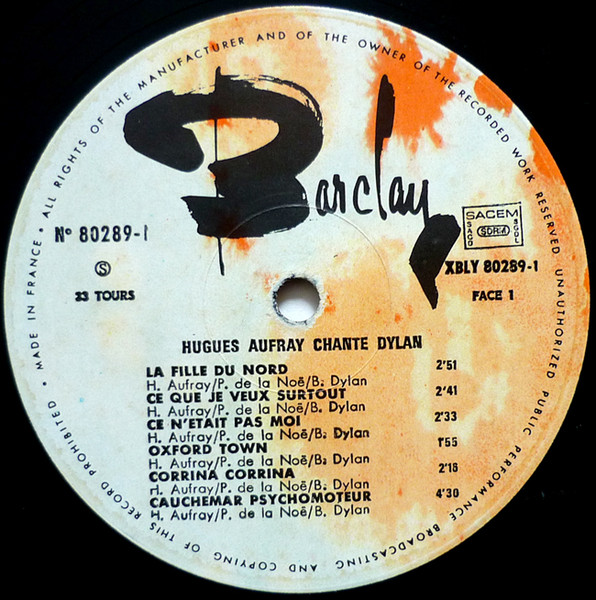 • MADE IN FRANCE • ALL RIGHTS OF THE MANUFACTURER AND OF THE OWNER OF THE RECORDED WORK RESERVED UNAUTHORIZED PUBLIC PERFORMANCE BROADCASTING AND COPYING OF THIS RECORD PROHIBITED
Barclay
N° 80289-1
SACEM
SACD SDRM SGDL
XBLY 80289-1
S
33 TOURS
FACE 1
HUGUES AUFRAY CHANTE DYLAN
LA FILLE DU NORD 2'51
H. Aufray/P. de la Noë/B. Dylan
CE QUE JE VEUX SURTOUT 2'41
H. Aufray/P. de la Noë/B. Dylan
CE N'ETAIT PAS MOI 2'33
H. Aufray/P. de la Noë/B. Dylan
OXFORD TOWN 1'55
H. Aufray/P. de la Noë/B. Dylan
CORRINA CORRINA 2'18
H. Aufray/P. de la Noë/B. Dylan
CAUCHEMAR PSYCHOMOTEUR 4'30
H. Aufray/P. de la Noë/B. Dylan